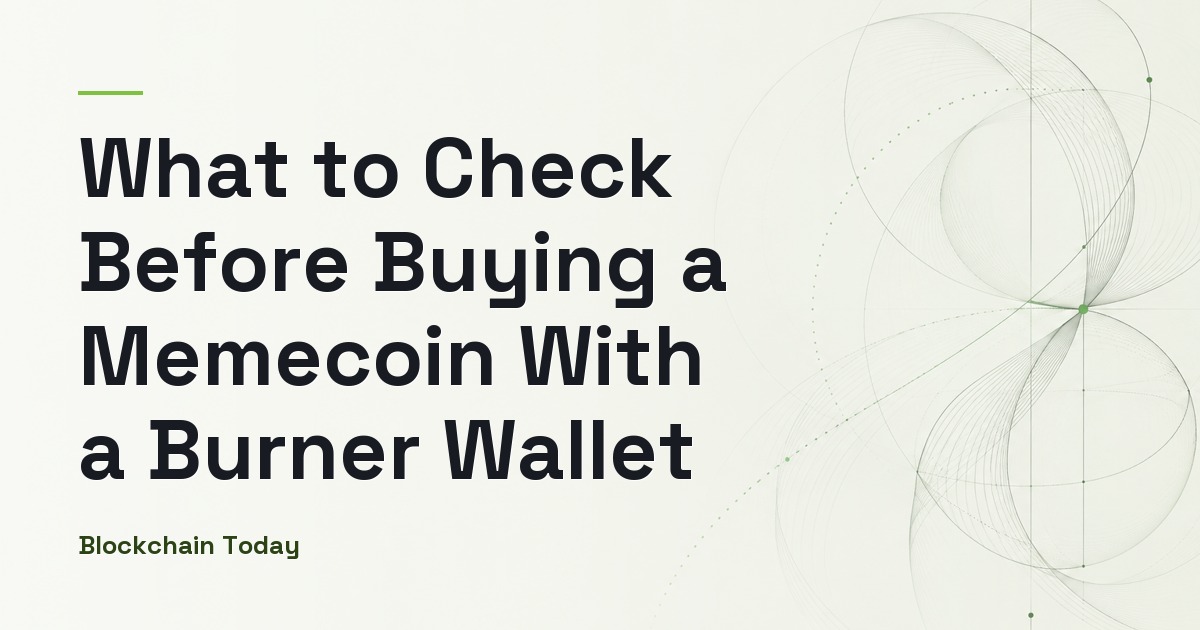 What to Check
Before Buying a
Memecoin With
a Burner Wallet
Blockchain Today